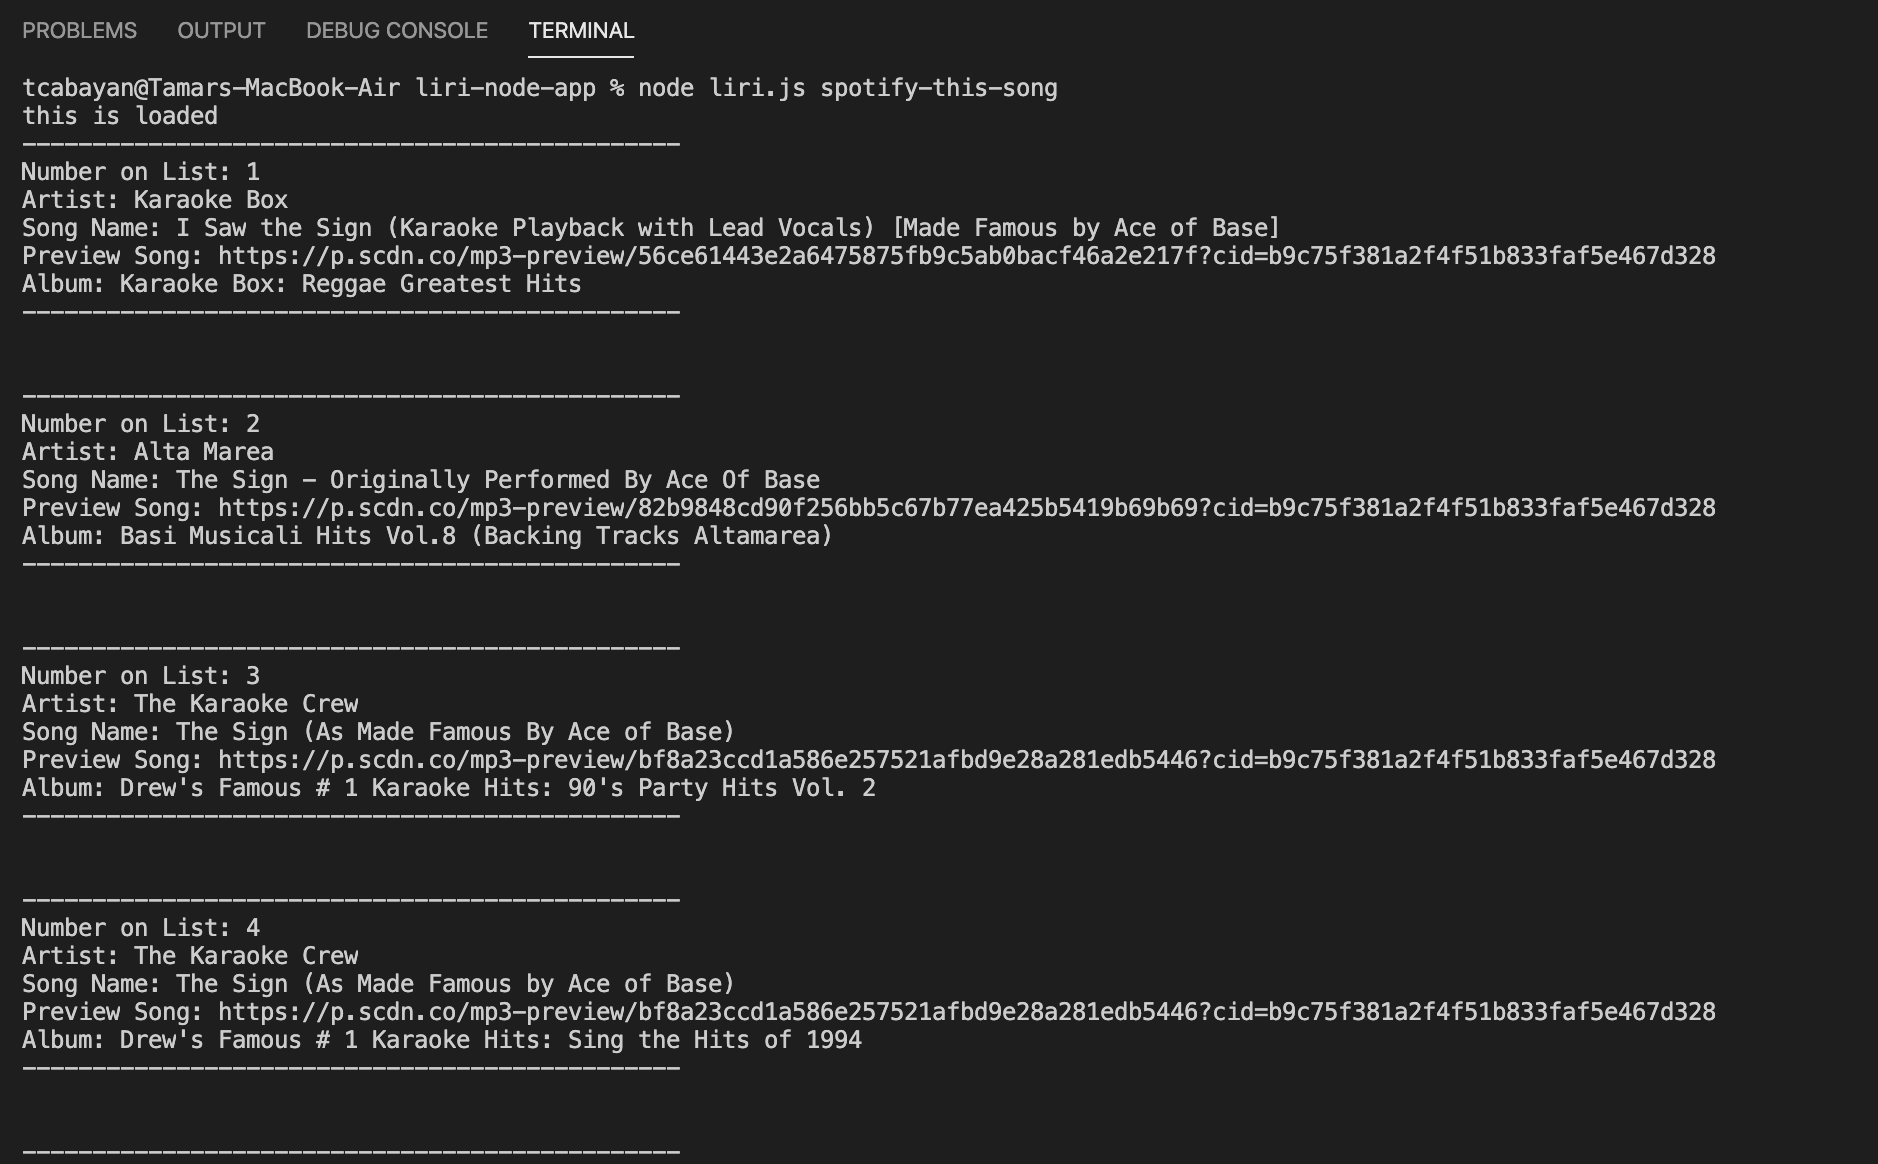 PROBLEMS OUTPUT DEBUG CONSOLE TERMINAL
tcabayan@Tamars-MacBook-Air liri-node-app % node liri.js spotify-this-song
this is loaded
-----------------------------------------------
Number on List: 1
Artist: Karaoke Box
Song Name: I Saw the Sign (Karaoke Playback with Lead Vocals) [Made Famous by Ace of Base]
Preview Song: https://p.scdn.co/mp3-preview/56ce61443e2a6475875fb9c5ab0bacf46a2e217f?cid=b9c75f381a2f4f51b833faf5e467d328
Album: Karaoke Box: Reggae Greatest Hits
-----------------------------------------------
-----------------------------------------------
Number on List: 2
Artist: Alta Marea
Song Name: The Sign - Originally Performed By Ace Of Base
Preview Song: https://p.scdn.co/mp3-preview/82b9848cd90f256bb5c67b77ea425b5419b69b69?cid=b9c75f381a2f4f51b833faf5e467d328
Album: Basi Musicali Hits Vol.8 (Backing Tracks Altamarea)
-----------------------------------------------
-----------------------------------------------
Number on List: 3
Artist: The Karaoke Crew
Song Name: The Sign (As Made Famous By Ace of Base)
Preview Song: https://p.scdn.co/mp3-preview/bf8a23ccd1a586e257521afbd9e28a281edb5446?cid=b9c75f381a2f4f51b833faf5e467d328
Album: Drew's Famous # 1 Karaoke Hits: 90's Party Hits Vol. 2
-----------------------------------------------
-----------------------------------------------
Number on List: 4
Artist: The Karaoke Crew
Song Name: The Sign (As Made Famous by Ace of Base)
Preview Song: https://p.scdn.co/mp3-preview/bf8a23ccd1a586e257521afbd9e28a281edb5446?cid=b9c75f381a2f4f51b833faf5e467d328
Album: Drew's Famous # 1 Karaoke Hits: Sing the Hits of 1994
-----------------------------------------------
-----------------------------------------------